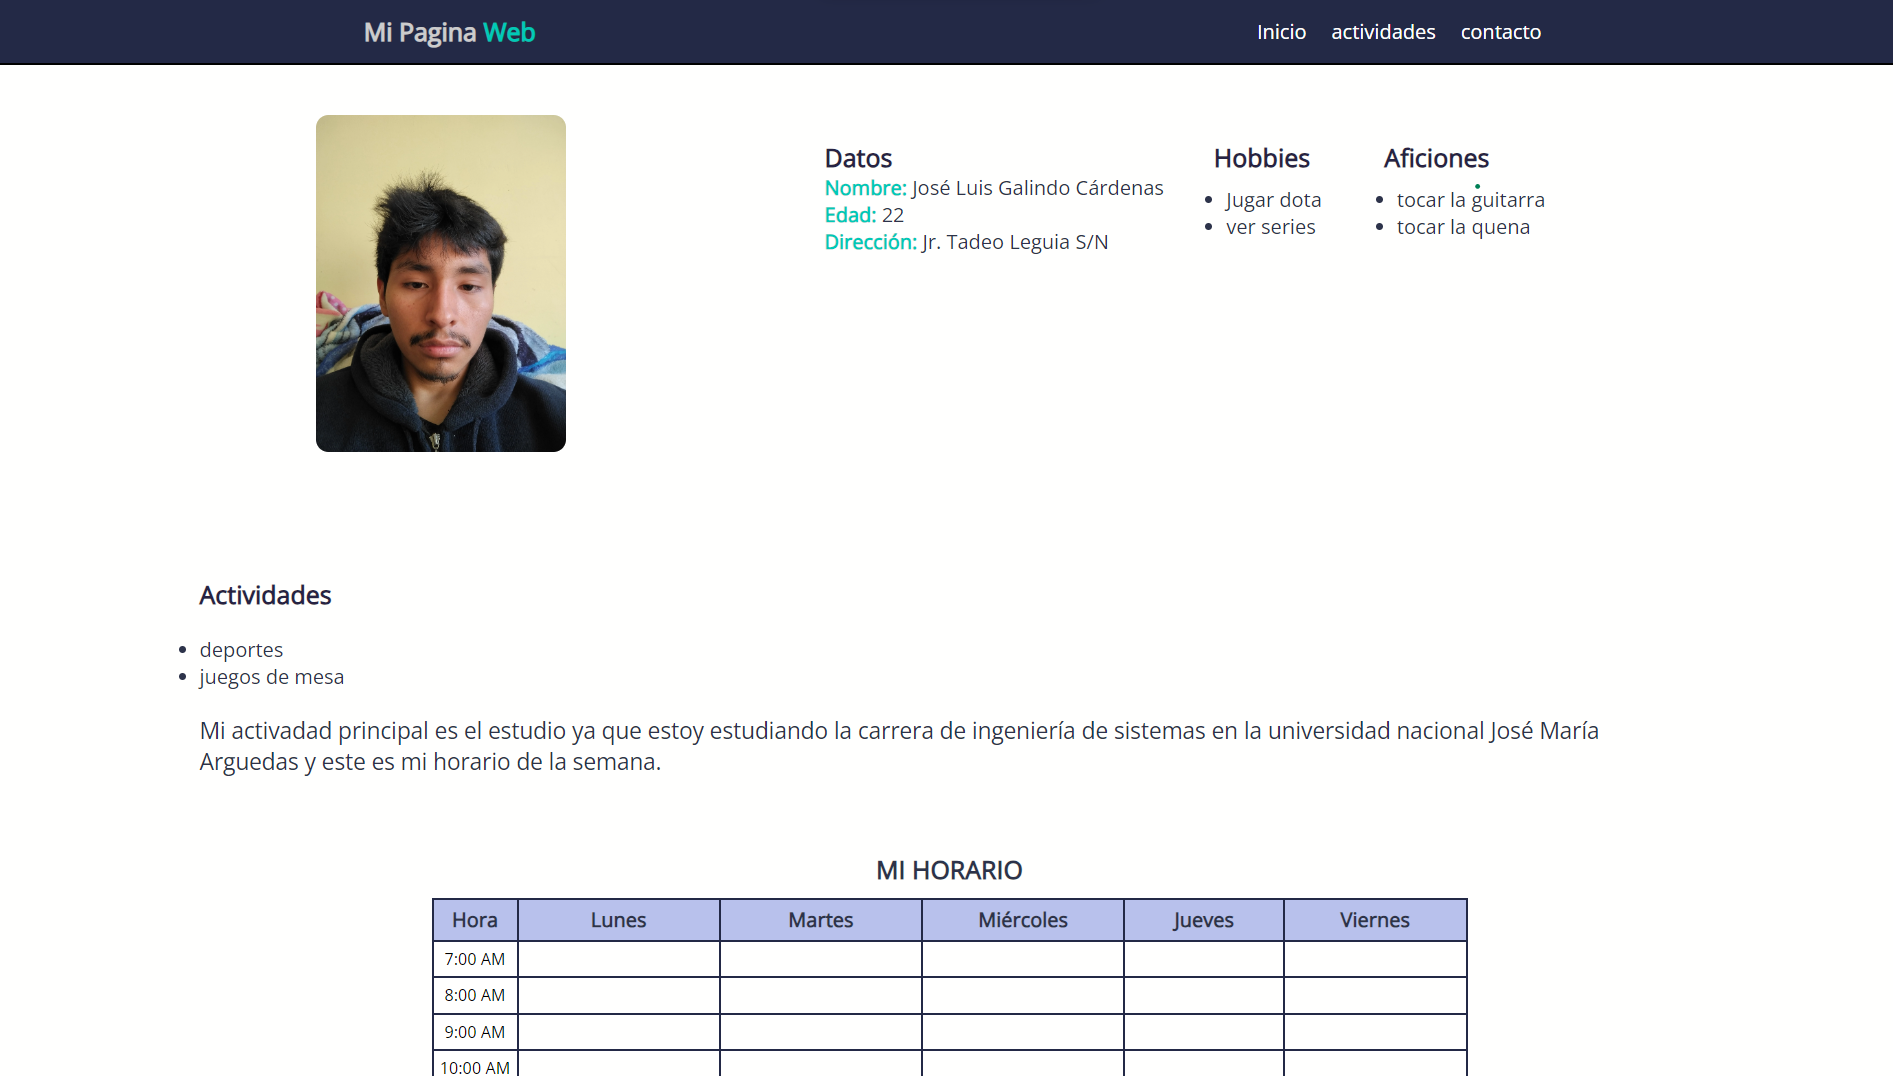 Mi Pagina Web
Inicio actividades contacto
Datos
Nombre: José Luis Galindo Cárdenas
Edad: 22
Dirección: Jr. Tadeo Leguia S/N
Hobbies
Jugar dota
ver series
Aficiones
tocar la guitarra
tocar la quena
Actividades
deportes
juegos de mesa
Mi activadad principal es el estudio ya que estoy estudiando la carrera de ingeniería de sistemas en la universidad nacional José María
Arguedas y este es mi horario de la semana.
MI HORARIO
Hora Lunes Martes Miércoles Jueves Viernes
7:00 AM
8:00 AM
9:00 AM
10:00 AM